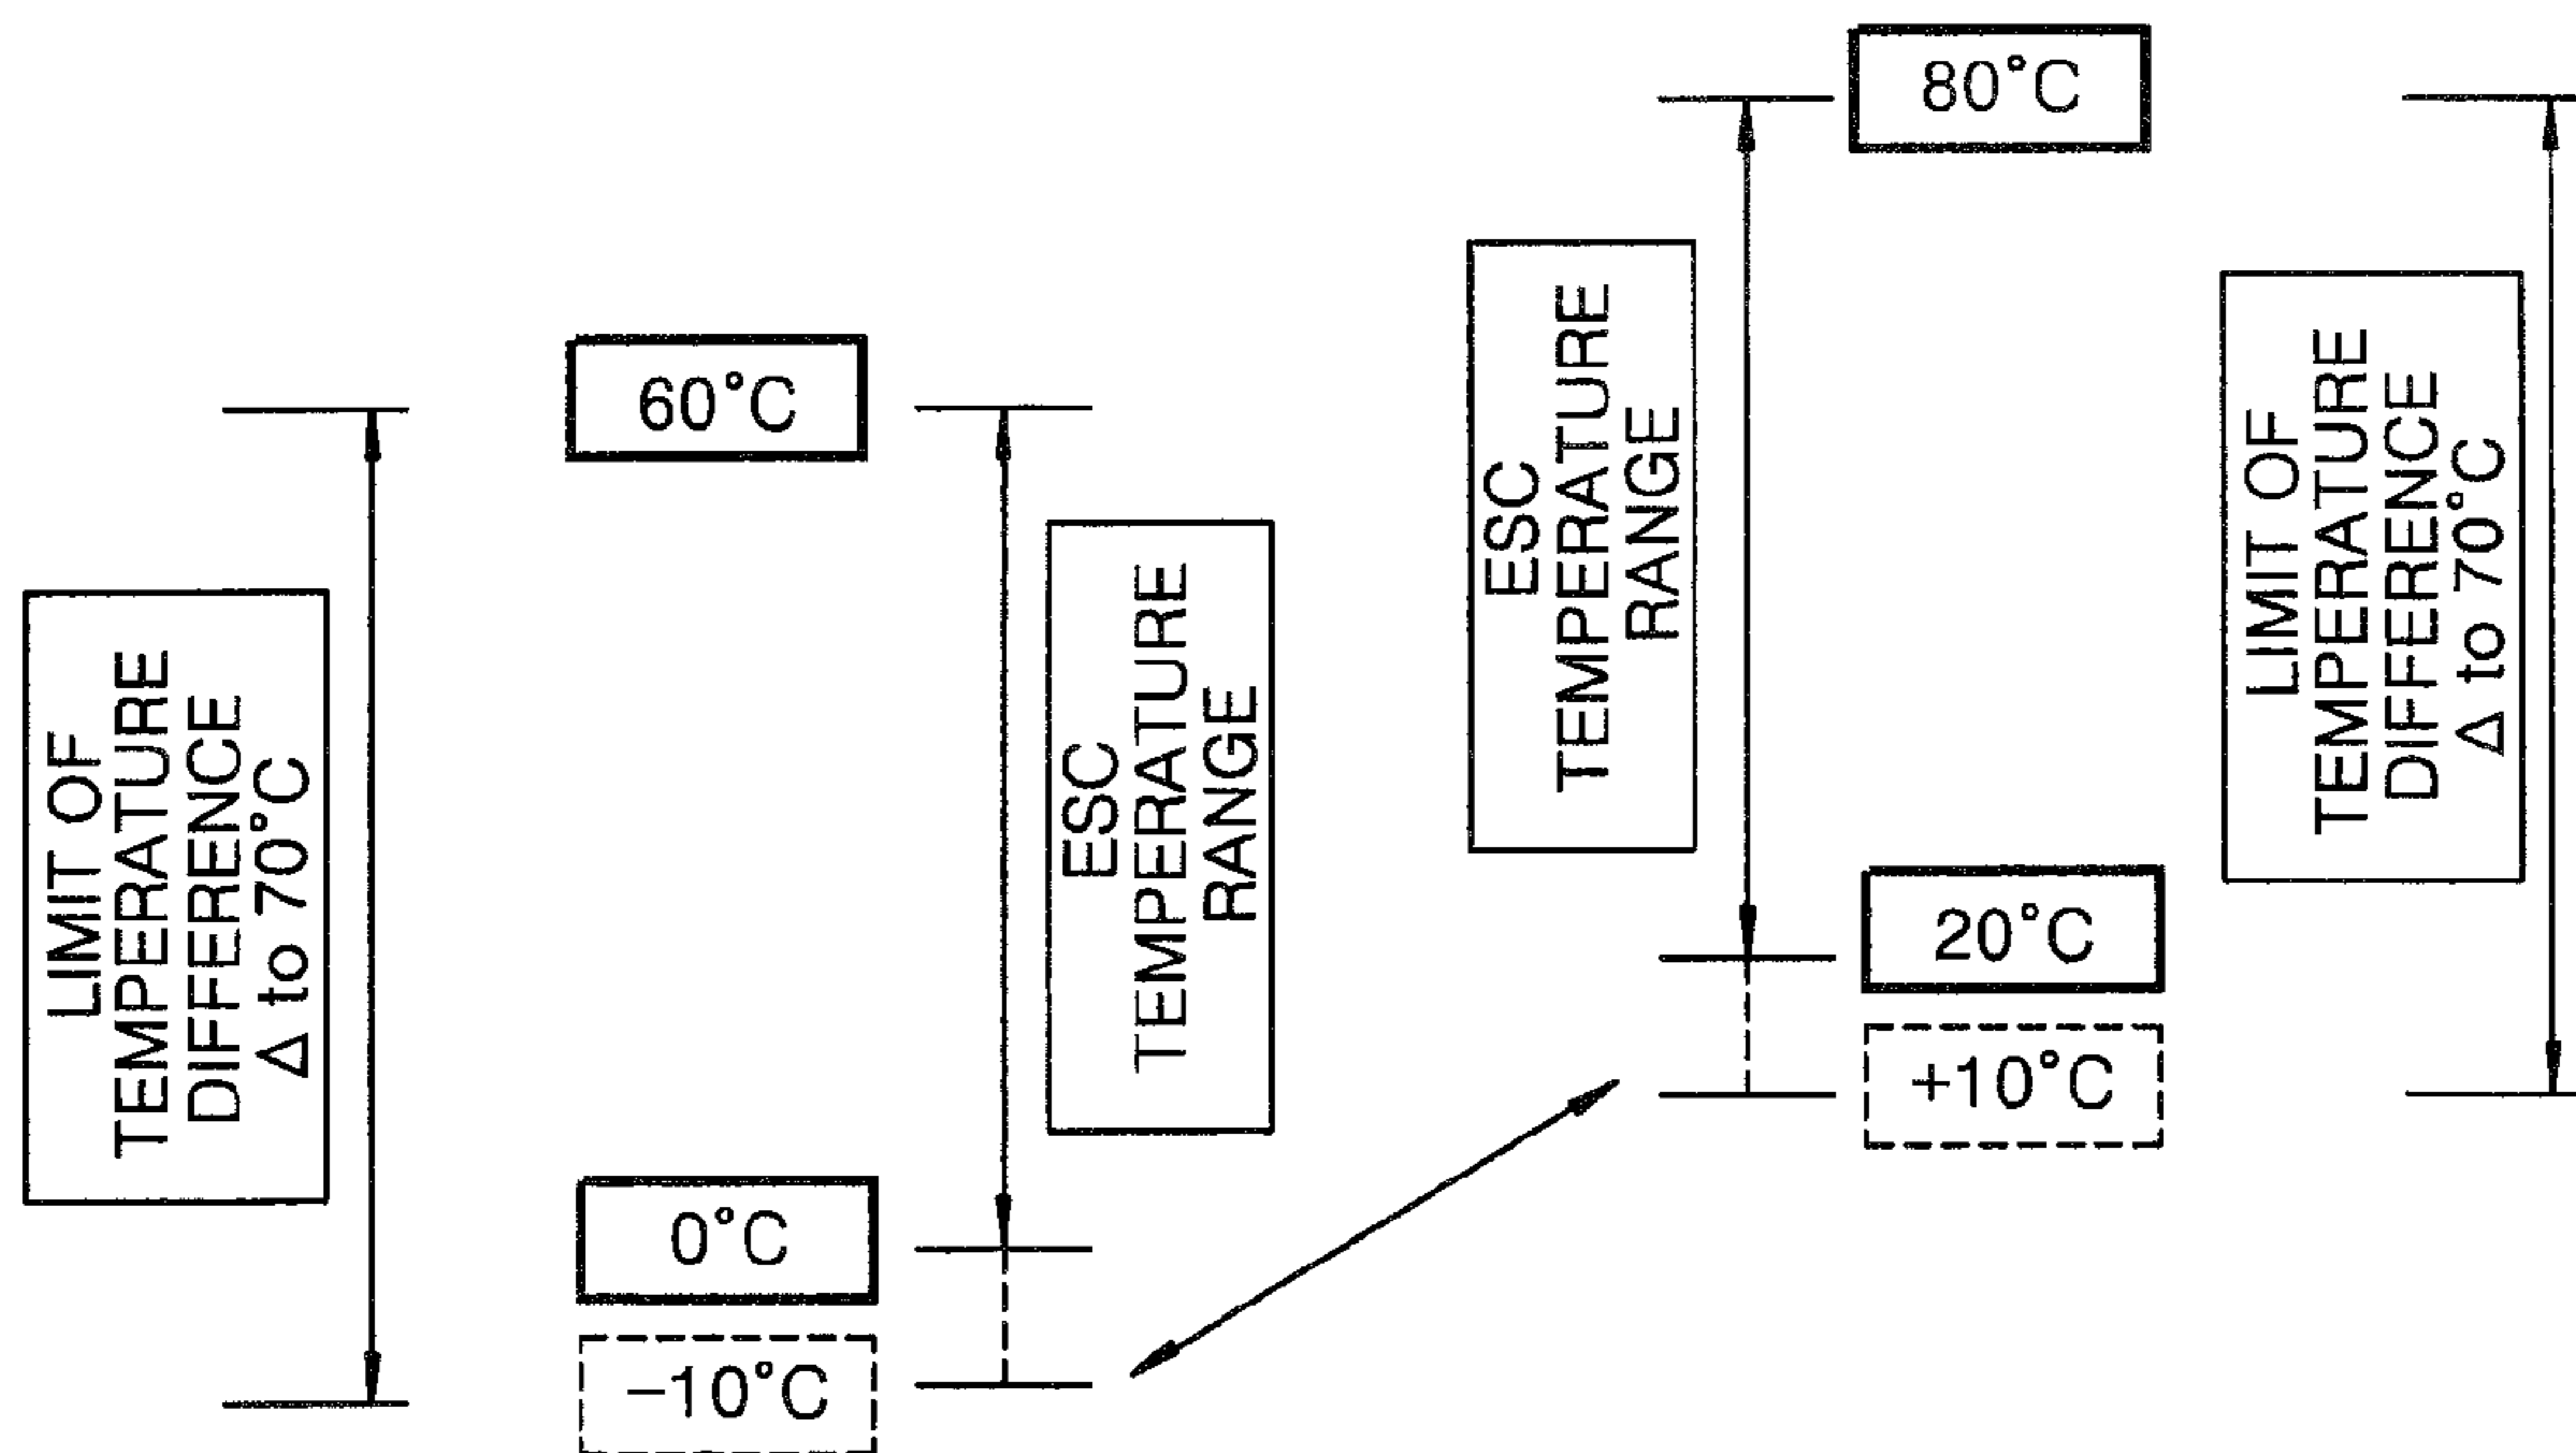 LIMIT OF
TEMPERATURE
DIFFERENCE
Δ to 70°C
60°C
0°C
−10°C
ESC
TEMPERATURE
RANGE
ESC
TEMPERATURE
RANGE
80°C
20°C
+10°C
LIMIT OF
TEMPERATURE
DIFFERENCE
Δ to 70°C